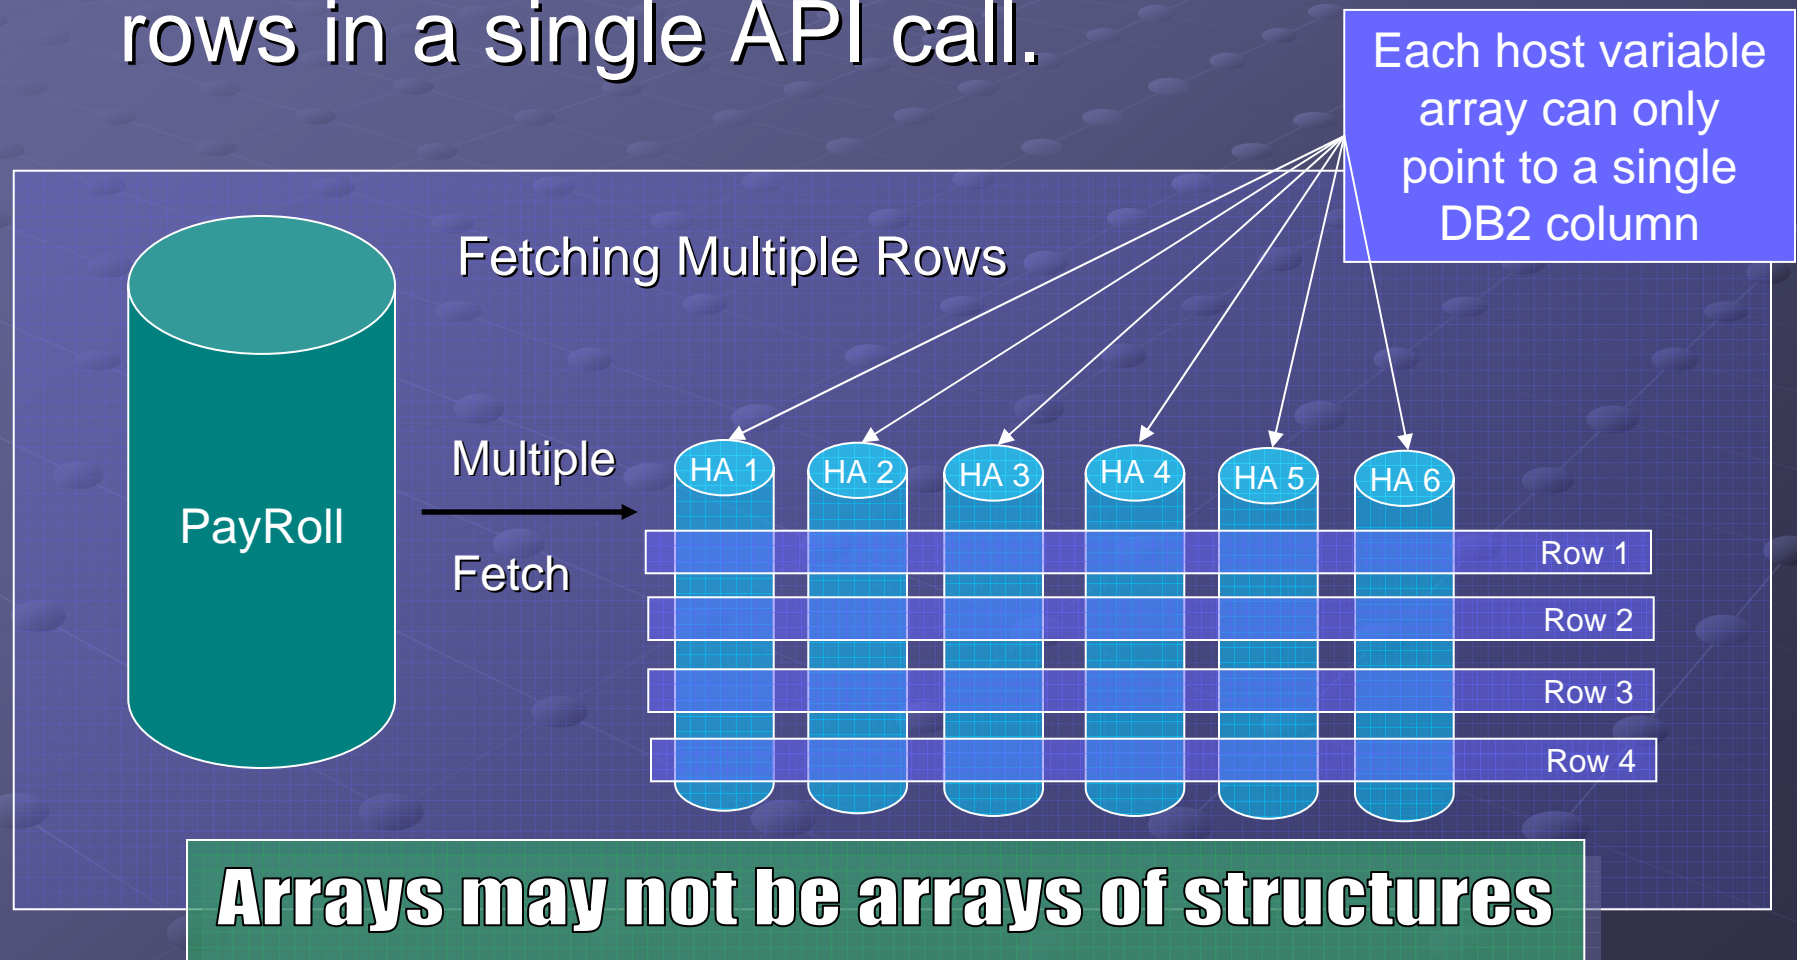 rows in a single API call.
Each host variable
array can only
point to a single
DB2 column
Fetching Multiple Rows
Multiple
Fetch
PayRoll
HA 1
HA 2
HA 3
HA 4
HA 5
HA 6
Row 1
Row 2
Row 3
Row 4
Arrays may not be arrays of structures